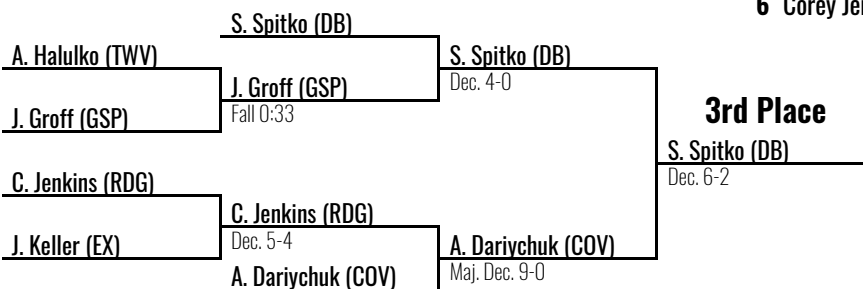 6 Corey
S. Spitko (DB)
A. Halulko (TWV)
S. Spitko (DB)
Dec. 4-0
J. Groff (GSP)
Fall 0:33
3rd Place
J. Groff (GSP)
S. Spitko (DB)
Dec. 6-2
C. Jenkins (RDG)
C. Jenkins (RDG)
Dec. 5-4
J. Keller (EX)
A. Dariychuk (COV)
Maj. Dec. 9-0
A. Dariychuk (COV)